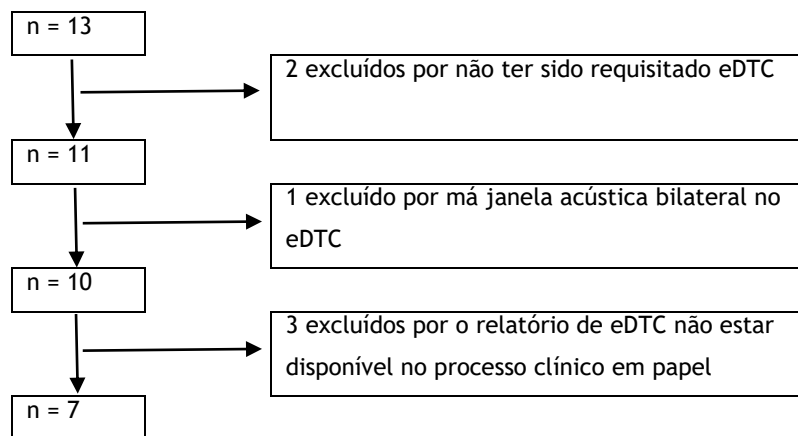 n = 13
2 excluídos por não ter sido requisitado eDTC
n = 11
1 excluído por má janela acústica bilateral no
eDTC
n = 10
3 excluídos por o relatório de eDTC não estar
disponível no processo clínico em papel
n = 7